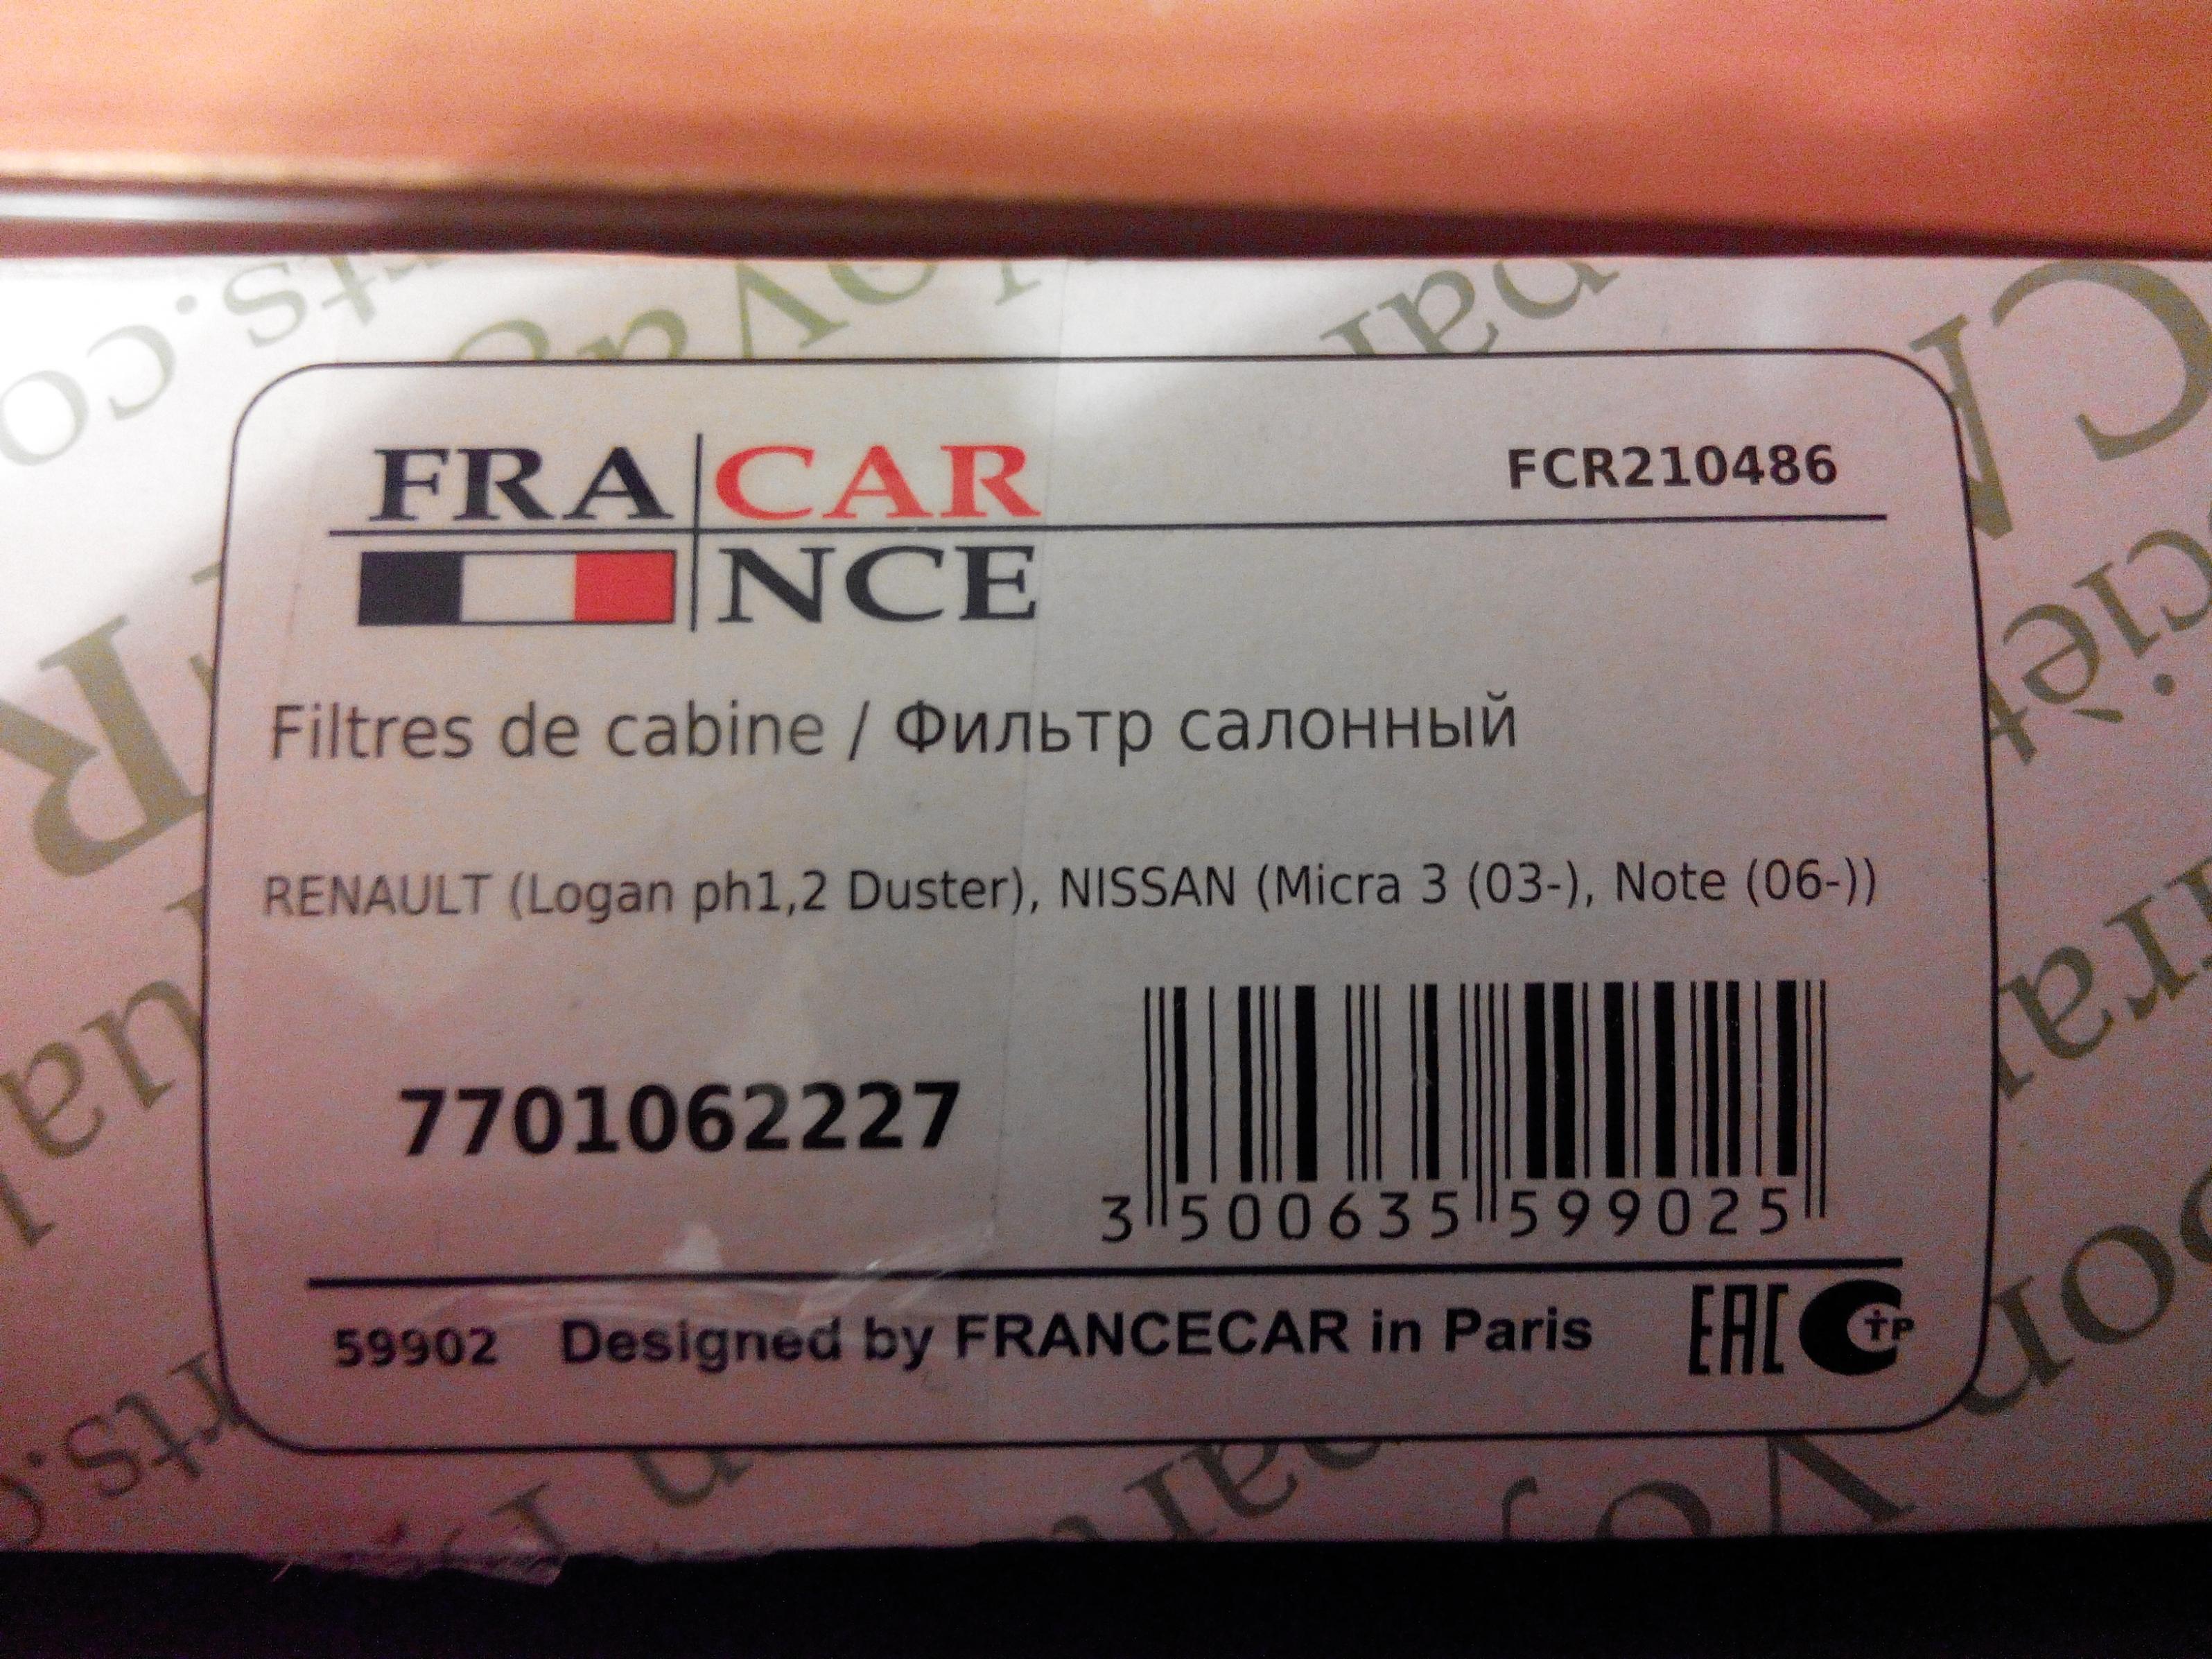 FRA CAR
FCR210486
NCE
Filtres de cabine / Фильтр салонный
RENAULT (Logan ph1,2 Duster), NISSAN (Micra 3 (03-), Note (06-))
7701062227
3 500635 599025
59902 Designed by FRANCECAR in Paris
EAC